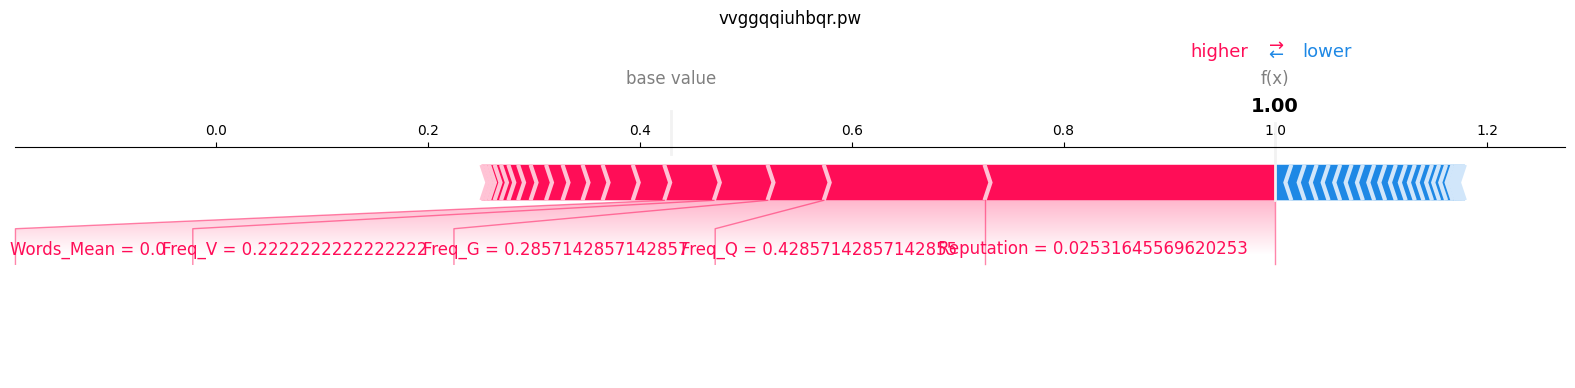 vvggqqiuhbqr.pw
higher ⇄ lower
base value f(x)
1.00
0.0 0.2 0.4 0.6 0.8 1.0 1.2
Words_Mean = 0.0 Freq_V = 0.2222222222222222 Freq_G = 0.2857142857142857 Freq_Q = 0.42857142857142855 Reputation = 0.02531645569620253